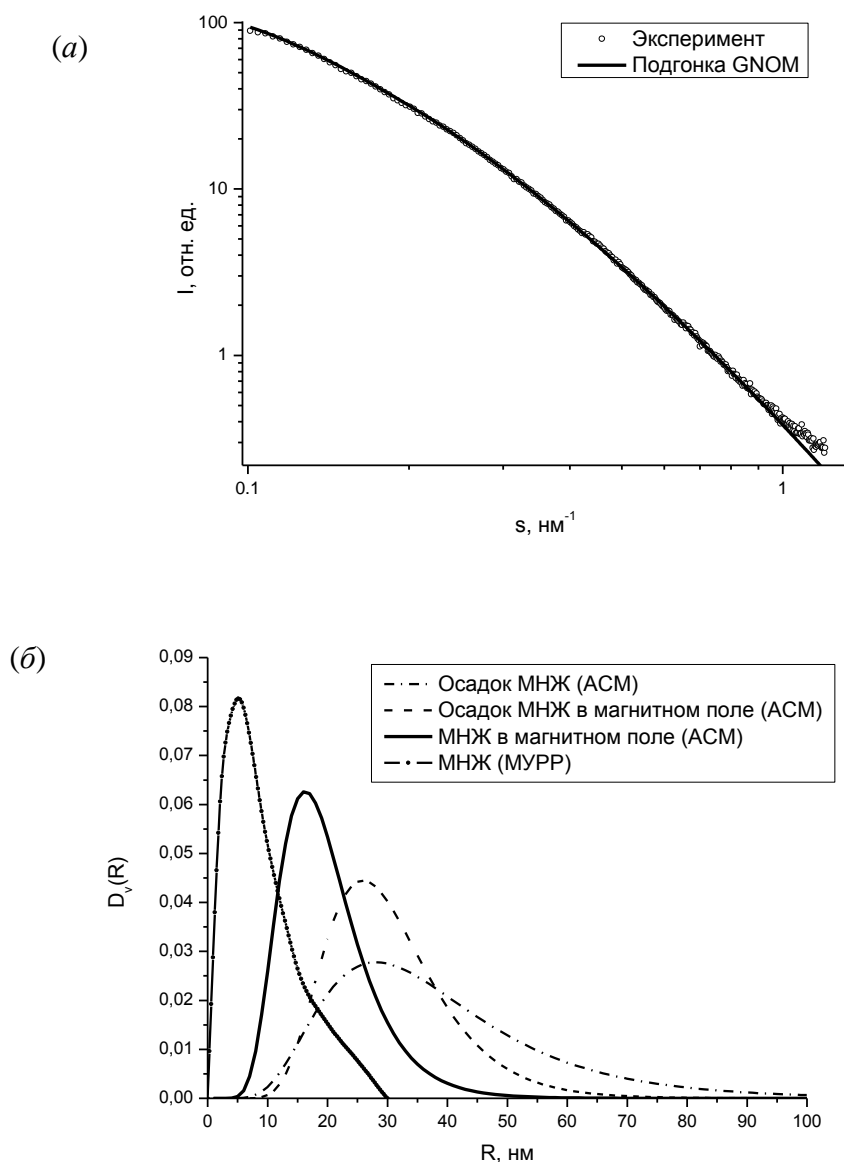 (а)
100
10
1
I, отн. ед.
Эксперимент
Подгонка GNOM
0.1
1
s, нм⁻¹
(б)
0,09
0,08
0,07
0,06
0,05
0,04
0,03
0,02
0,01
0,00
Dᵥ(R)
Осадок МНЖ (АСМ)
Осадок МНЖ в магнитном поле (АСМ)
МНЖ в магнитном поле (АСМ)
МНЖ (МУРР)
0 10 20 30 40 50 60 70 80 90 100
R, нм